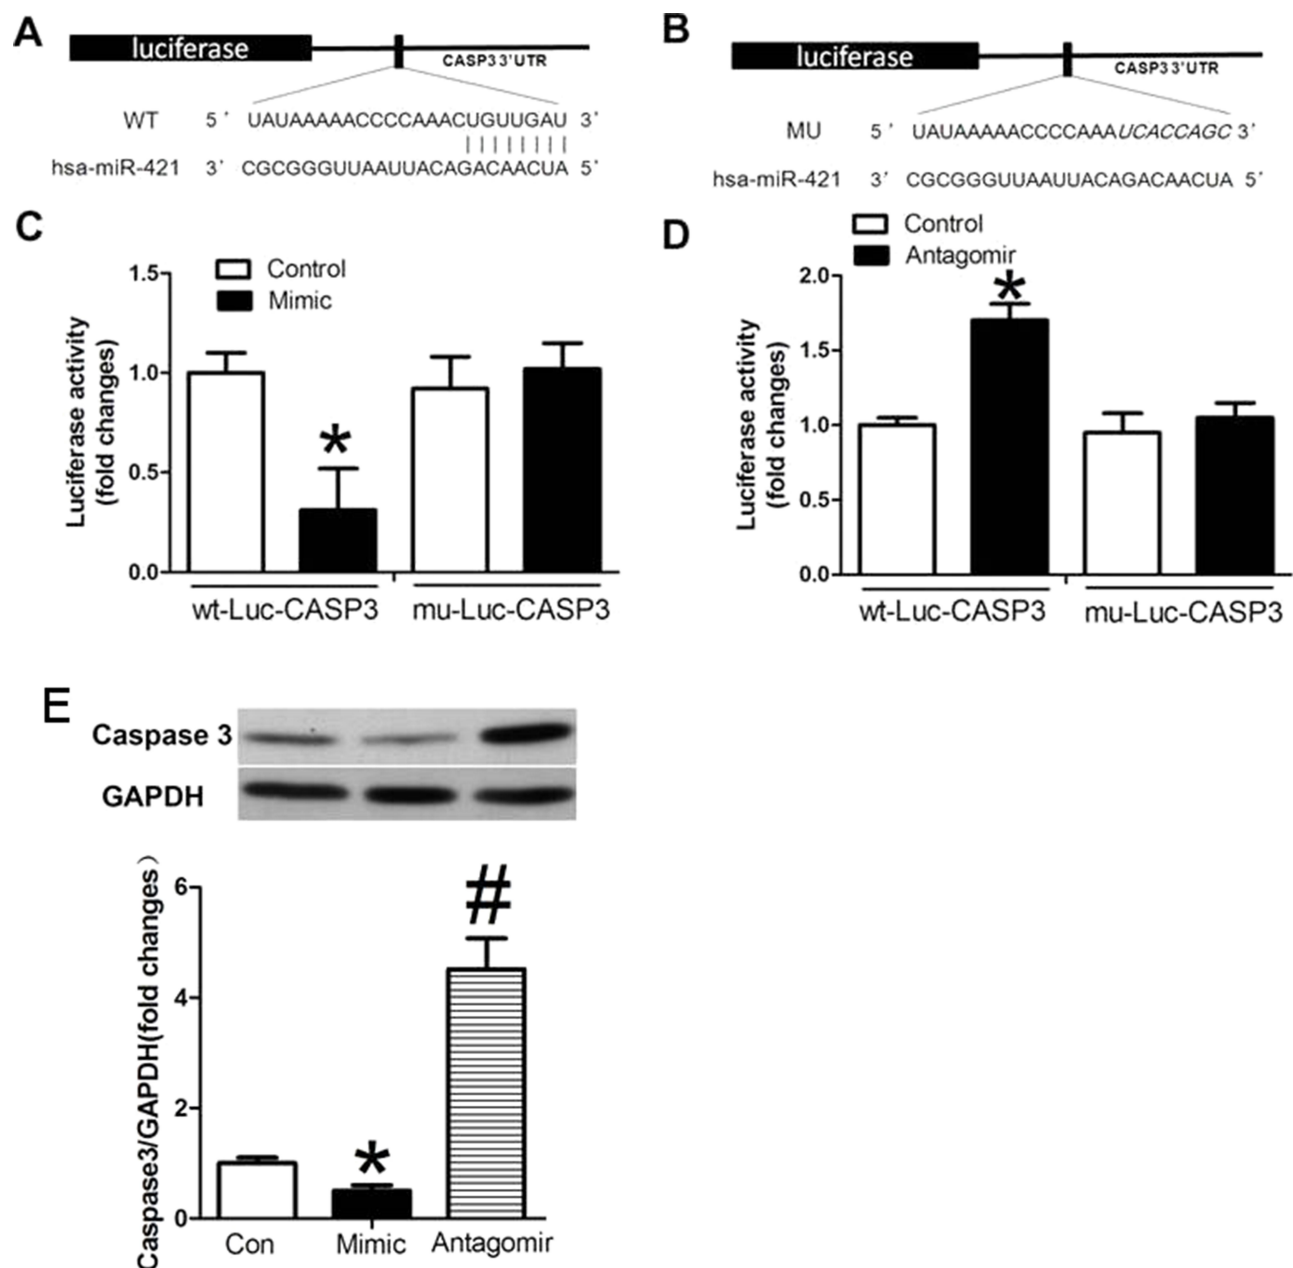 A
luciferase
CASP3 3'UTR
WT 5' UAUAAAAACCCCAAACUGUUGAU 3'
hsa-miR-421 3' CGCGGGUUAAUUACAGACAACUA 5'
B
luciferase
CASP3 3'UTR
MU 5' UAUAAAAACCCCAAAUCACCAGC 3'
hsa-miR-421 3' CGCGGGUUAAUUACAGACAACUA 5'
C
Control
Mimic
Luciferase activity
(fold changes)
1.5
1.0
0.5
0.0
*
wt-Luc-CASP3 mu-Luc-CASP3
D
Control
Antagomir
Luciferase activity
(fold changes)
2.0
1.5
1.0
0.5
0.0
*
wt-Luc-CASP3 mu-Luc-CASP3
E
Caspase 3
GAPDH
Caspase3/GAPDH(fold changes)
6
4
2
0
*
#
Con Mimic Antagomir